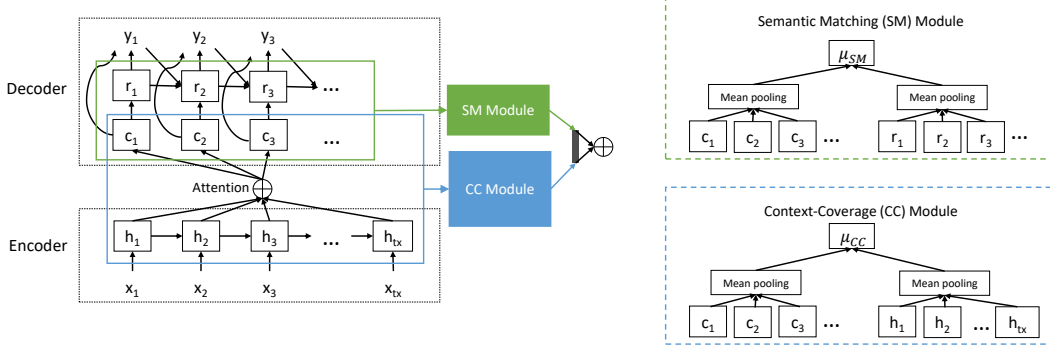 y1 y2 y3
Decoder
r1 r2 r3 ...
c1 c2 c3
Attention
Encoder
h1 h2 h3 ... htx
x1 x2 x3 xtx
SM Module
CC Module
Semantic Matching (SM) Module
μSM
Mean pooling Mean pooling
c1 c2 c3 ... r1 r2 r3 ...
Context-Coverage (CC) Module
μCC
Mean pooling Mean pooling
c1 c2 c3 ... h1 h2 ... htx